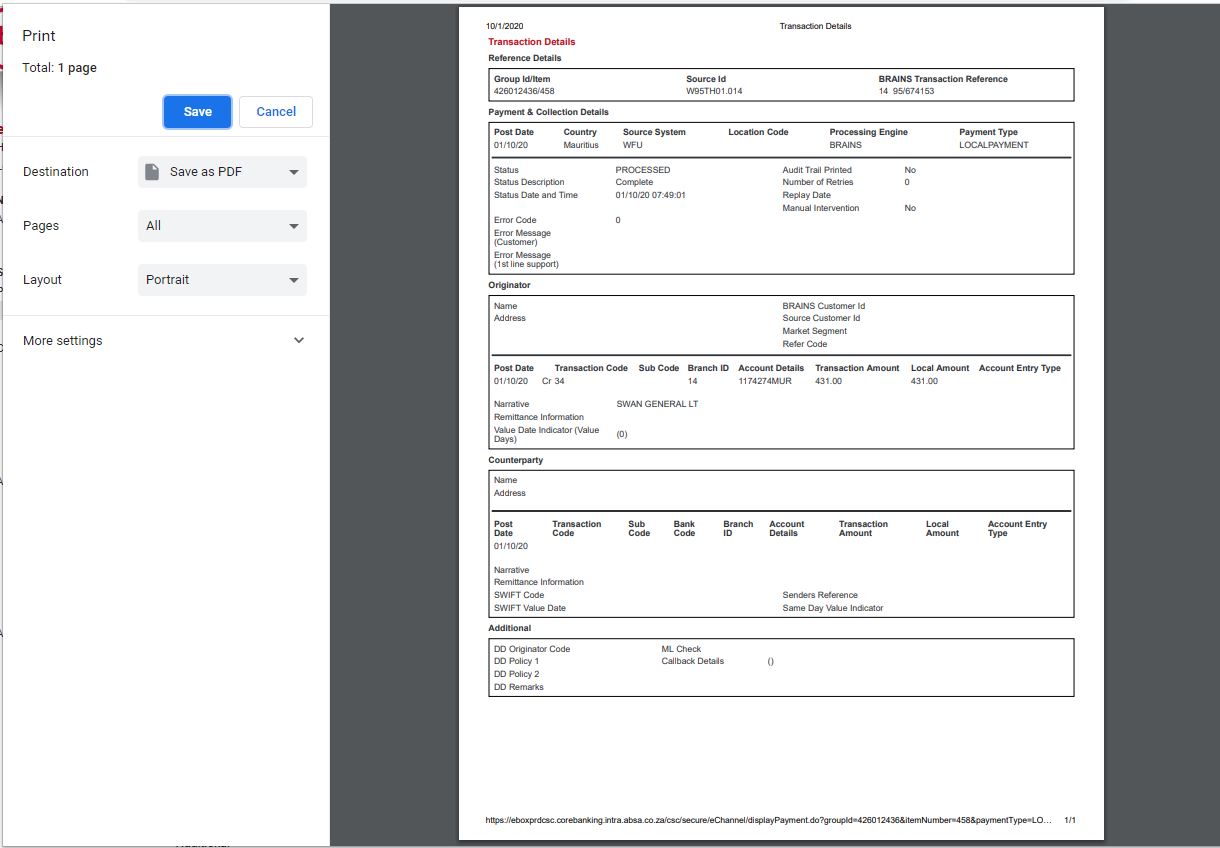 Print
Total: 1 page
Save Cancel
Destination Save as PDF
Pages All
Layout Portrait
More settings
10/1/2020 Transaction Details
Transaction Details
Reference Details
Group Id/Item Source Id BRAINS Transaction Reference
426012436/458 W95TH01.014 14 95/674153
Payment & Collection Details
Post Date Country Source System Location Code Processing Engine Payment Type
01/10/20 Mauritius WFU BRAINS LOCALPAYMENT
Status PROCESSED Audit Trail Printed No
Status Description Complete Number of Retries 0
Status Date and Time 01/10/20 07:49:01 Replay Date
Manual Intervention No
Error Code 0
Error Message
(Customer)
Error Message
(1st line support)
Originator
Name BRAINS Customer Id
Address Source Customer Id
Market Segment
Refer Code
Post Date Transaction Code Sub Code Branch ID Account Details Transaction Amount Local Amount Account Entry Type
01/10/20 Cr 34 14 1174274MUR 431.00 431.00
Narrative SWAN GENERAL LT
Remittance Information
Value Date Indicator (Value
Days) (0)
Counterparty
Name
Address
Post Transaction Sub Bank Branch Account Transaction Local Account Entry
Date Code Code Code ID Details Amount Amount Type
01/10/20
Narrative
Remittance Information
SWIFT Code Senders Reference
SWIFT Value Date Same Day Value Indicator
Additional
DD Originator Code ML Check
DD Policy 1 Callback Details ()
DD Policy 2
DD Remarks
https://eboxprdcsc.corebanking.intra.absa.co.za/csc/secure/eChannel/displayPayment.do?groupId=426012436&itemNumber=458&paymentType=LO... 1/1